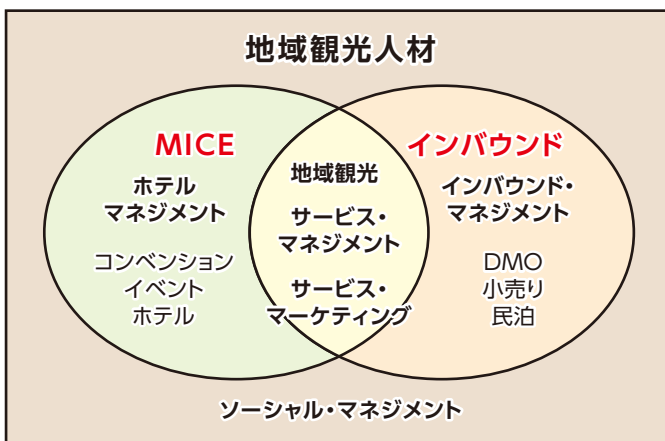 地域観光人材
MICE
ホテル
マネジメント
コンベンション
イベント
ホテル
地域観光
サービス・
マネジメント
サービス・
マーケティング
インバウンド
インバウンド・
マネジメント
DMO
小売り
民泊
ソーシャル・マネジメント